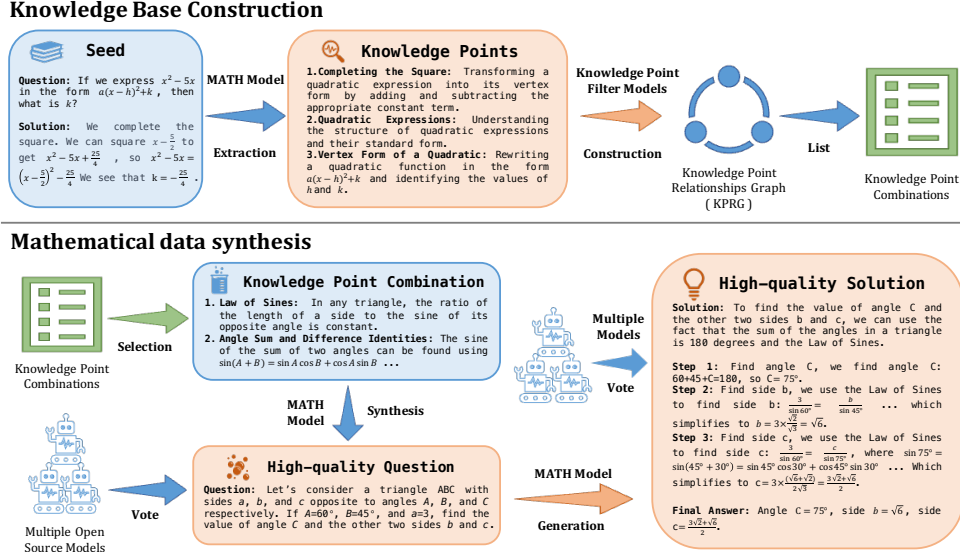 Knowledge Base Construction
Seed
Question: If we express x² − 5x
in the form a(x − h)²+k , then
what is k?
Solution: We complete the
square. We can square x − 5/2 to
get x² − 5x + 25/4 , so x² − 5x =
(x − 5/2)² − 25/4 We see that k = − 25/4 .
MATH Model
Extraction
Knowledge Points
1.Completing the Square: Transforming a
quadratic expression into its vertex
form by adding and subtracting the
appropriate constant term.
2.Quadratic Expressions: Understanding
the structure of quadratic expressions
and their standard form.
3.Vertex Form of a Quadratic: Rewriting
a quadratic function in the form
a(x − h)²+k and identifying the values of
h and k.
Knowledge Point
Filter Models
Construction
Knowledge Point
Relationships Graph
( KPRG )
List
Knowledge Point
Combinations
Mathematical data synthesis
Knowledge Point
Combinations
Selection
Knowledge Point Combination
1. Law of Sines: In any triangle, the ratio of
the length of a side to the sine of its
opposite angle is constant.
2. Angle Sum and Difference Identities: The sine
of the sum of two angles can be found using
sin(A + B) = sin A cos B + cos A sin B ...
MATH
Model
Synthesis
Multiple Open
Source Models
Vote
High-quality Question
Question: Let's consider a triangle ABC with
sides a, b, and c opposite to angles A, B, and C
respectively. If A=60°, B=45°, and a=3, find the
value of angle C and the other two sides b and c.
MATH Model
Generation
Multiple
Models
Vote
High-quality Solution
Solution: To find the value of angle C and
the other two sides b and c, we can use the
fact that the sum of the angles in a triangle
is 180 degrees and the Law of Sines.
Step 1: Find angle C, we find angle C:
60+45+C=180, so C= 75°.
Step 2: Find side b, we use the Law of Sines
to find side b: 3/sin 60° = b/sin 45° ... which
simplifies to b = 3×√2/√3 = √6.
Step 3: Find side c, we use the Law of Sines
to find side c: 3/sin 60° = c/sin 75° , where sin 75° =
sin(45° + 30°) = sin 45° cos30° + cos45° sin 30° ... Which
simplifies to c= 3×(√6+√2)/2√3 = 3√2+√6/2.
Final Answer: Angle C = 75°, side b = √6 , side
c= 3√2+√6/2.